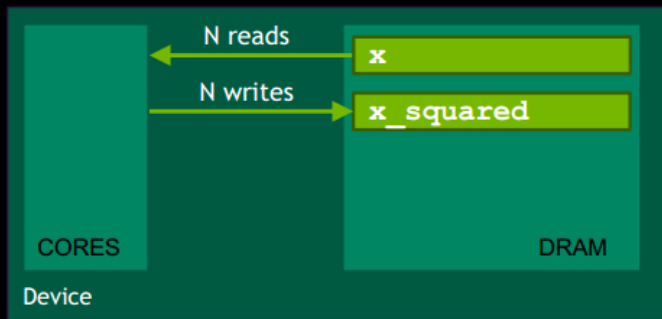 N reads
x
N writes
x_squared
CORES
DRAM
Device